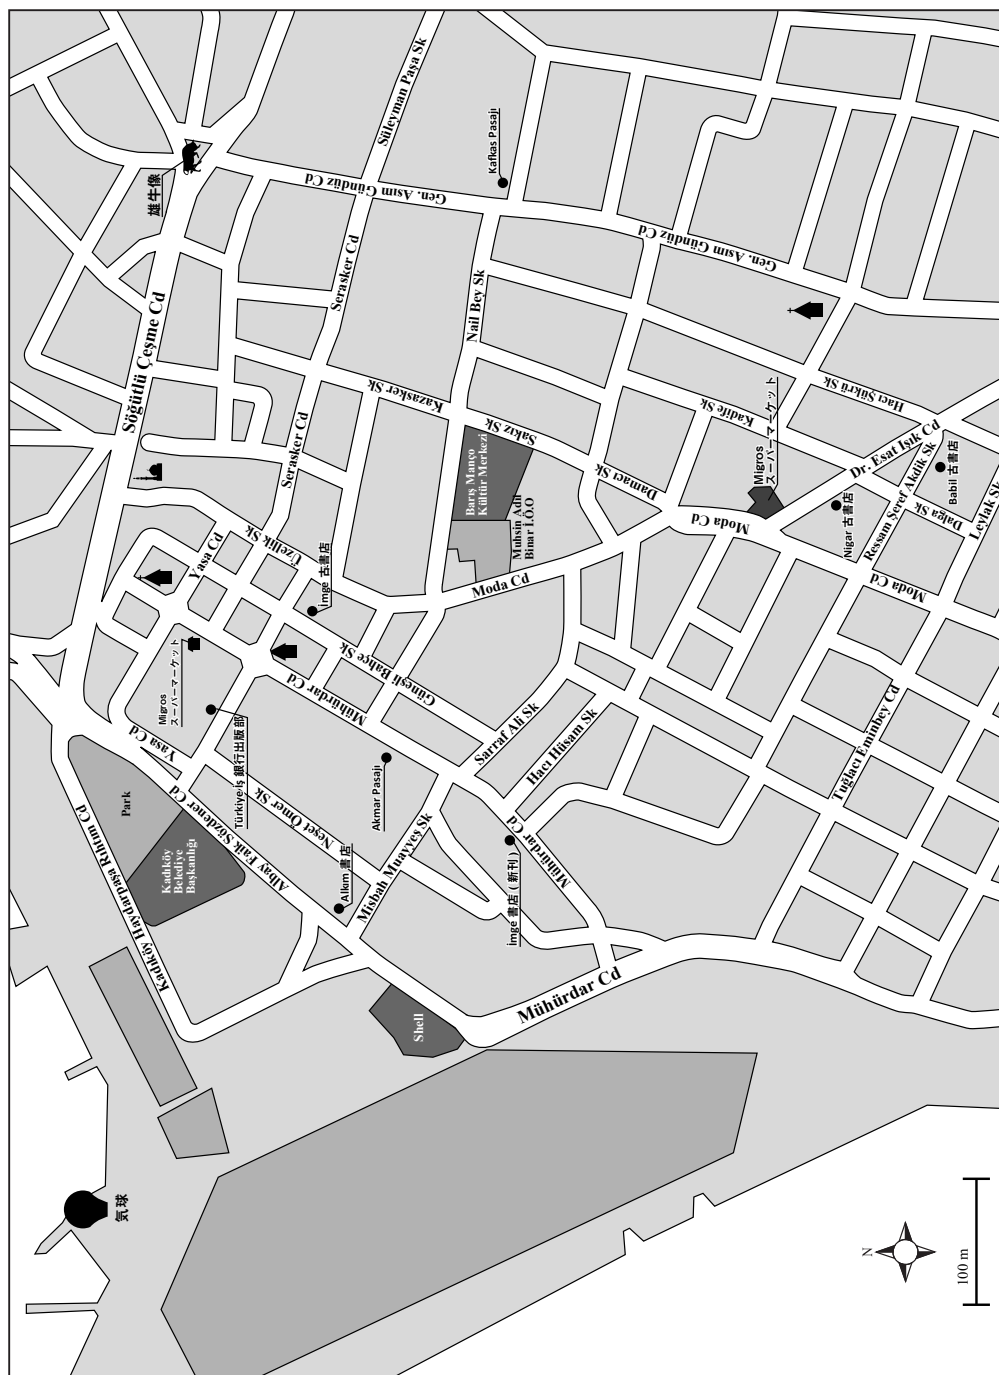 雄牛像
Süleyman Paşa Sk
Kafkas Pasajı
Gen. Asım Gündüz Cd
Gen. Asım Gündüz Cd
Gen. Asım Gündüz Cd
Söğütlü Çeşme Cd
Serasker Cd
Serasker Cd
Nail Bey Sk
Kazasker Sk
Sakız Sk
Damacı Sk
Kadife Sk
Hacı Şükrü Sk
Migros
スーパーマーケット
Dr. Esat Işık Cd
Barış Manço
Kültür Merkezi
Muhsin Adil
Binar İ.Ö.O
Babil 古書店
Nigar 古書店
Ressam Şeref Akdik Sk
Dalga Sk
Leylak Sk
Moda Cd
Moda Cd
Moda Cd
Yasa Cd
Üzellik Sk
İmge 古書店
Güneşli Bahçe Sk
Mühürdar Cd
Migros
スーパーマーケット
Yasa Cd
Türkiye iş 銀行出版部
Akmar Pasajı
Sarraf Ali Sk
Hacı Hüsam Sk
Tuğlacı Eminbey Cd
Neşet Ömer Sk
Park
Kadıköy
Belediye
Başkanlığı
Kadıköy Haydarpaşa Rıhtım Cd
Albay Faik Sözdener Cd
Alkım 書店
Misbah Muayyeş Sk
İmge 書店 ( 新刊 )
Mühürdar Cd
Mühürdar Cd
Shell
気球
N
100 m